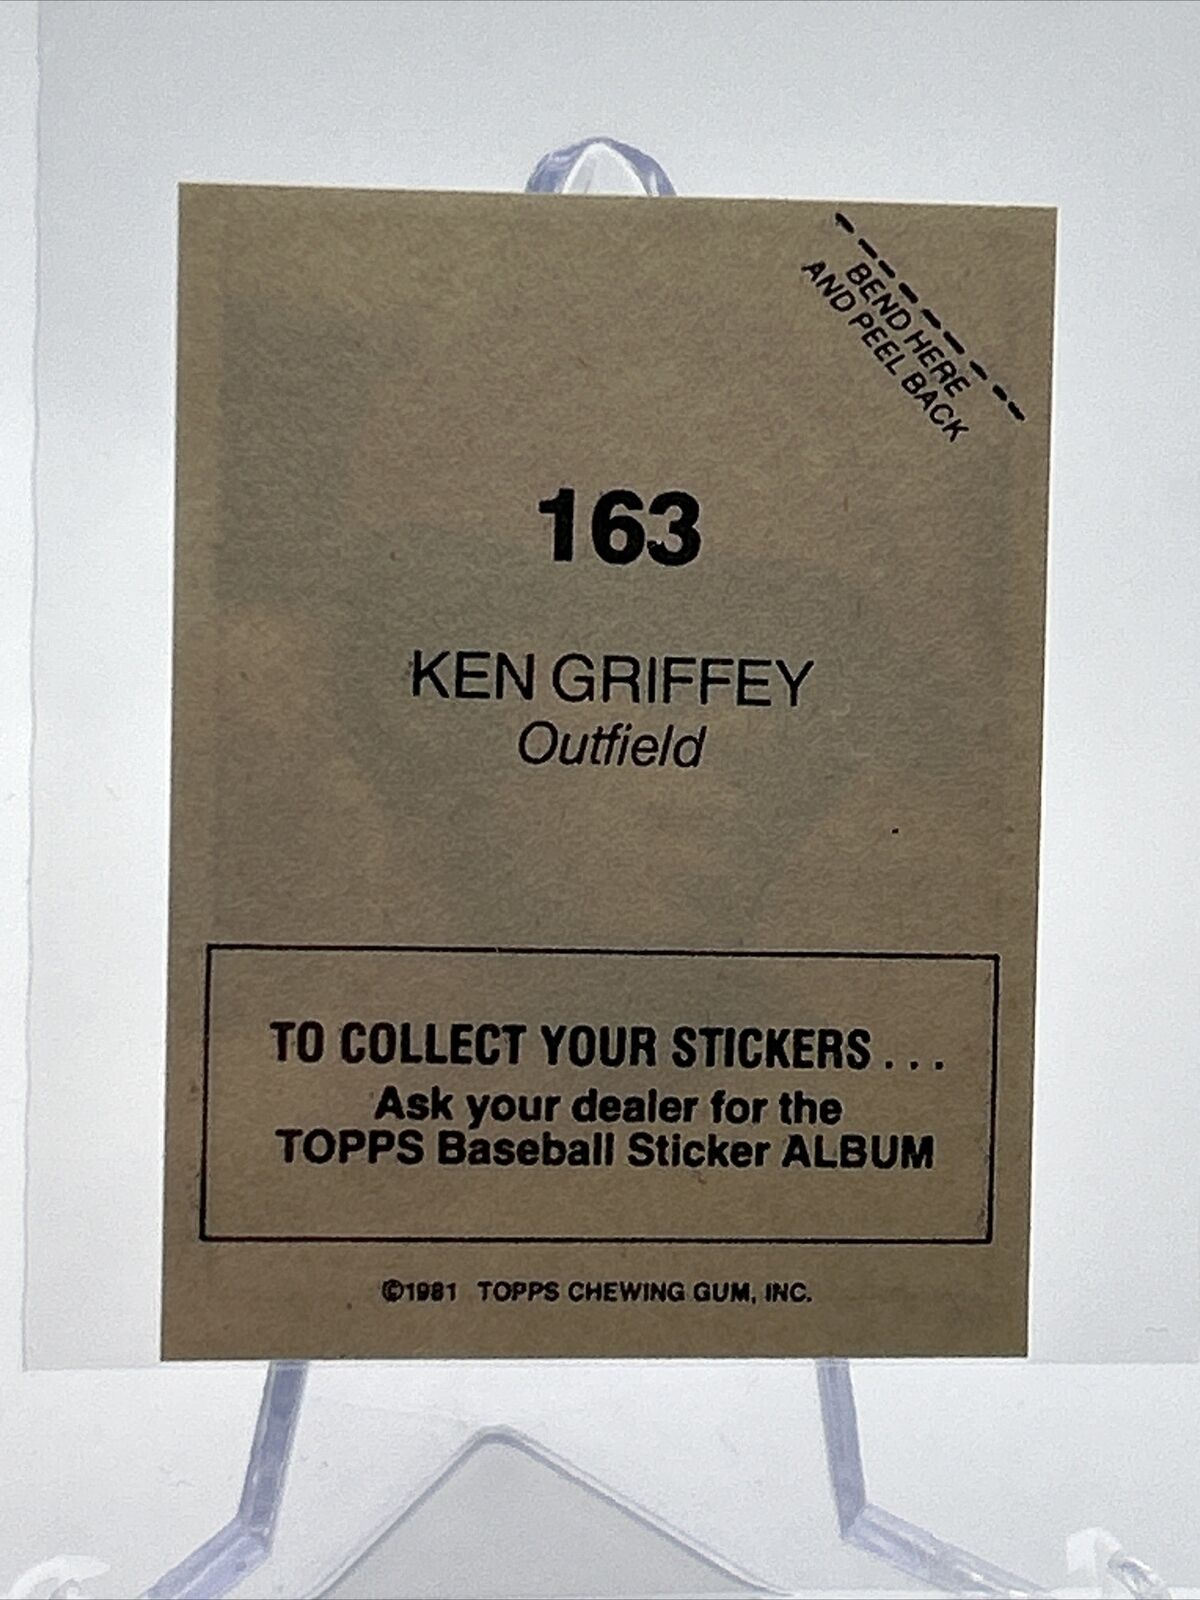 BEND HERE
AND PEEL BACK
163
KEN GRIFFEY
Outfield
TO COLLECT YOUR STICKERS...
Ask your dealer for the
TOPPS Baseball Sticker ALBUM
©1981 TOPPS CHEWING GUM, INC.